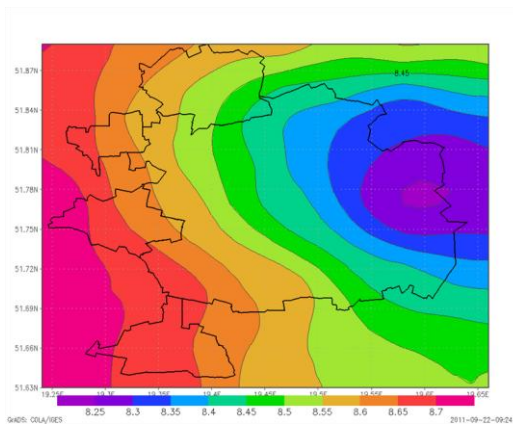 51.87N
8.45
51.84N
51.81N
51.78N
51.75N
51.72N
51.69N
51.66N
51.63N
19.25E 19.3E 19.35E 19.4E 19.45E 19.5E 19.55E 19.6E 19.65E
8.25 8.3 8.35 8.4 8.45 8.5 8.55 8.6 8.65 8.7
GrADS: COLA/IGES 2011-09-22-09:24